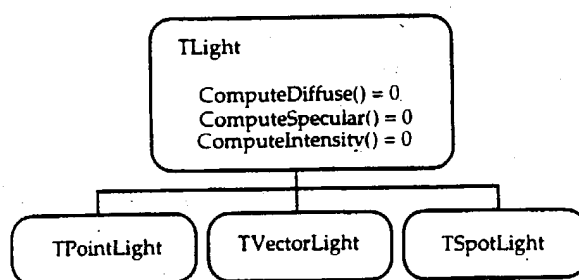 TLight
ComputeDiffuse() = 0
ComputeSpecular() = 0
ComputeIntensity() = 0
TPointLight
TVectorLight
TSpotLight